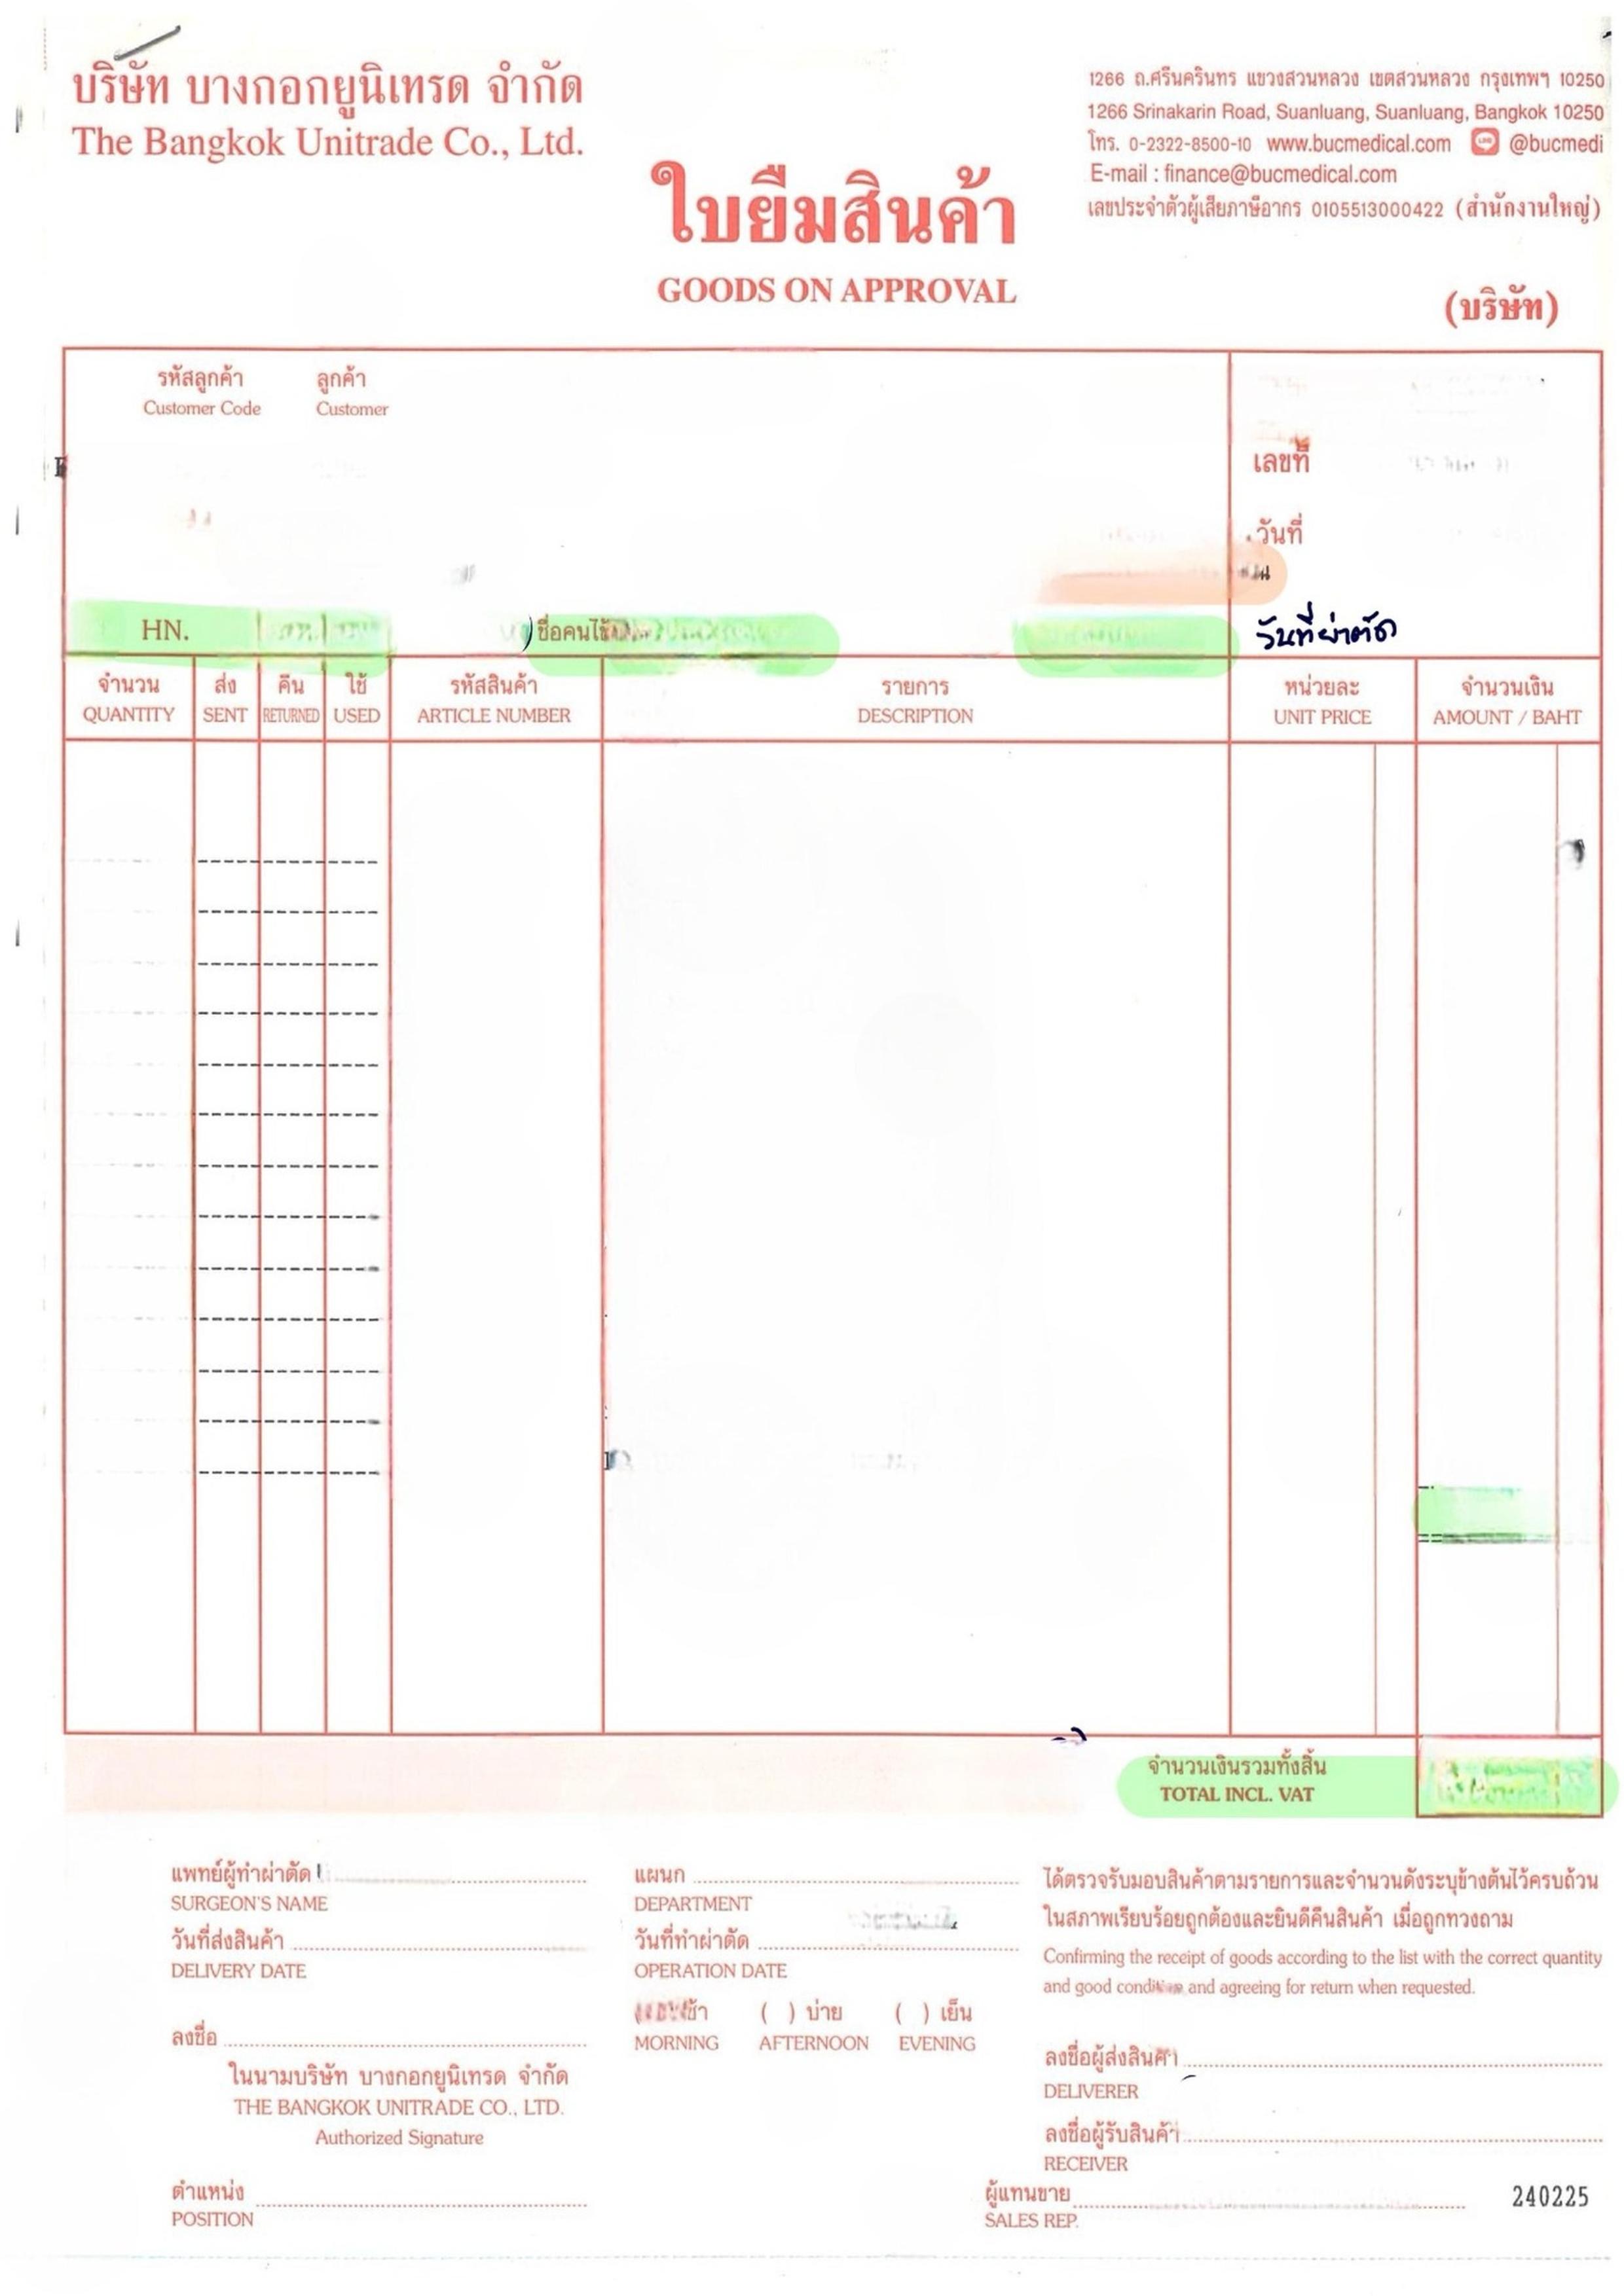 บริษัท บางกอกยูนิเทรด จำกัด
The Bangkok Unitrade Co., Ltd.
1266 ถ.ศรีนครินทร แขวงสวนหลวง เขตสวนหลวง กรุงเทพฯ 10250
1266 Srinakarin Road, Suanluang, Suanluang, Bangkok 10250
โทร. 0-2322-8500-10 www.bucmedical.com @bucmedi
E-mail : finance@bucmedical.com
เลขประจำตัวผู้เสียภาษีอากร 0105513000422 (สำนักงานใหญ่)
ใบยืมสินค้า
GOODS ON APPROVAL
(บริษัท)
รหัสลูกค้า ลูกค้า
Customer Code Customer
เลขที่
วันที่
HN. ชื่อคนไข้ วันที่ผ่าตัด
จำนวน ส่ง คืน ใช้ รหัสสินค้า รายการ หน่วยละ จำนวนเงิน
QUANTITY SENT RETURNED USED ARTICLE NUMBER DESCRIPTION UNIT PRICE AMOUNT / BAHT
จำนวนเงินรวมทั้งสิ้น
TOTAL INCL. VAT
แพทย์ผู้ทำผ่าตัด
SURGEON'S NAME
วันที่ส่งสินค้า
DELIVERY DATE
ลงชื่อ
ในนามบริษัท บางกอกยูนิเทรด จำกัด
THE BANGKOK UNITRADE CO., LTD.
Authorized Signature
ตำแหน่ง
POSITION
แผนก
DEPARTMENT
วันที่ทำผ่าตัด
OPERATION DATE
เช้า ( ) บ่าย ( ) เย็น
MORNING AFTERNOON EVENING
ได้ตรวจรับมอบสินค้าตามรายการและจำนวนดังระบุข้างต้นไว้ครบถ้วน
ในสภาพเรียบร้อยถูกต้องและยินดีคืนสินค้า เมื่อถูกทวงถาม
Confirming the receipt of goods according to the list with the correct quantity
and good condition and agreeing for return when requested.
ลงชื่อผู้ส่งสินค้า
DELIVERER
ลงชื่อผู้รับสินค้า
RECEIVER
ผู้แทนขาย 240225
SALES REP.